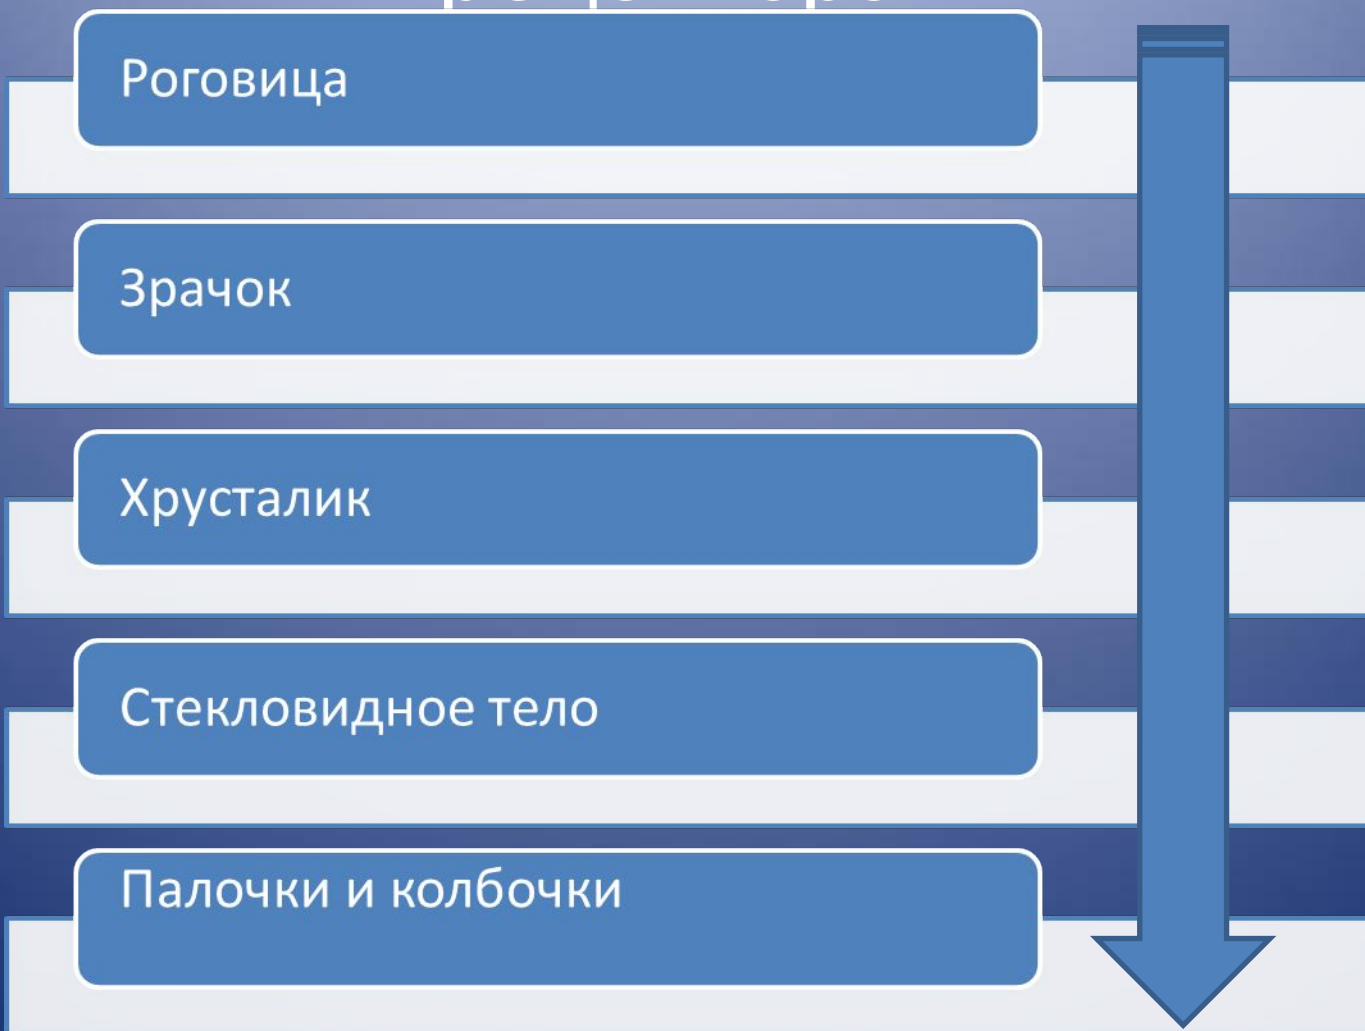 Роговица
Зрачок
Хрусталик
Стекловидное тело
Палочки и колбочки